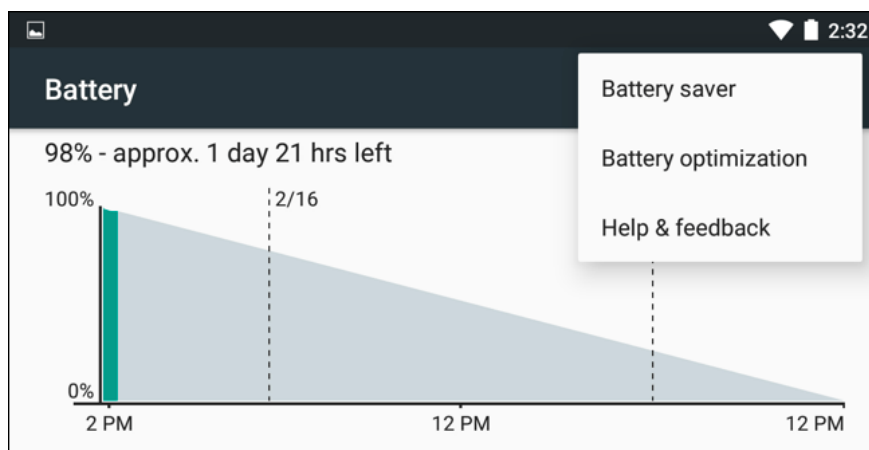 2:32
Battery
Battery saver
Battery optimization
Help & feedback
98% - approx. 1 day 21 hrs left
100%
2/16
0%
2 PM
12 PM
12 PM